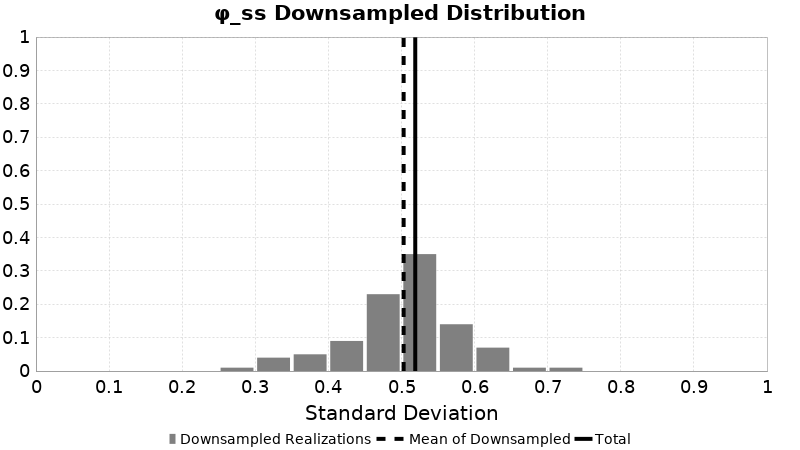 φ_ss Downsampled Distribution
1
0.9
0.8
0.7
0.6
0.5
0.4
0.3
0.2
0.1
0
0 0.1 0.2 0.3 0.4 0.5 0.6 0.7 0.8 0.9 1
Standard Deviation
Downsampled Realizations Mean of Downsampled Total